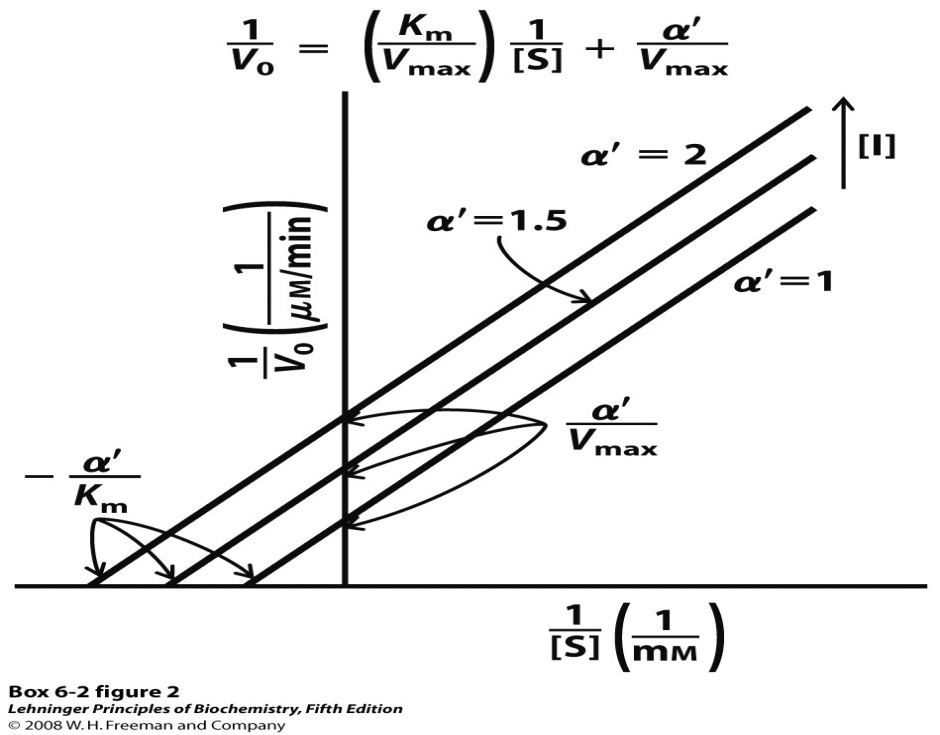 1/V₀ = (Kₘ/Vₘₐₓ) 1/[S] + α′/Vₘₐₓ
α′ = 2
[I]
α′=1.5
α′=1
1/V₀ (1/μM/min)
α′/Vₘₐₓ
− α′/Kₘ
1/[S] (1/mM)
Box 6-2 figure 2
Lehninger Principles of Biochemistry, Fifth Edition
© 2008 W. H. Freeman and Company